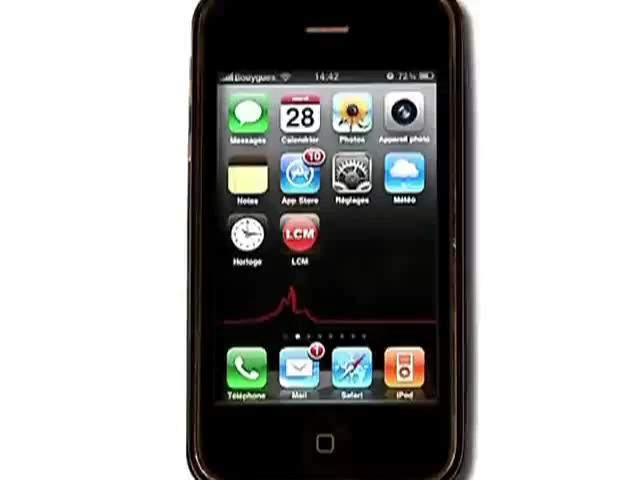 Bouygues 14:42 72%
28
Messages Calendrier Photos Appareil photo
10
Notes App Store Réglages Météo
LCM
Horloge LCM
1
Téléphone Mail Safari iPod